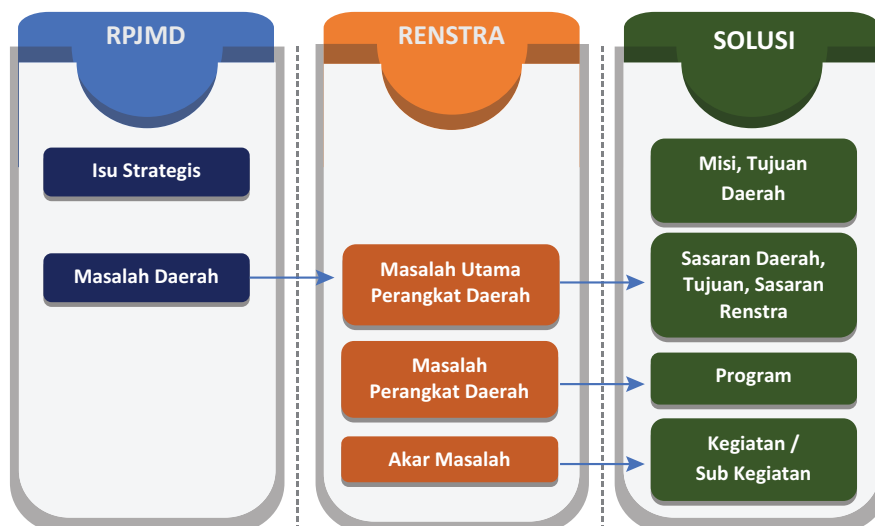 RPJMD
Isu Strategis
Masalah Daerah
RENSTRA
Masalah Utama
Perangkat Daerah
Masalah
Perangkat Daerah
Akar Masalah
SOLUSI
Misi, Tujuan
Daerah
Sasaran Daerah,
Tujuan, Sasaran
Renstra
Program
Kegiatan /
Sub Kegiatan